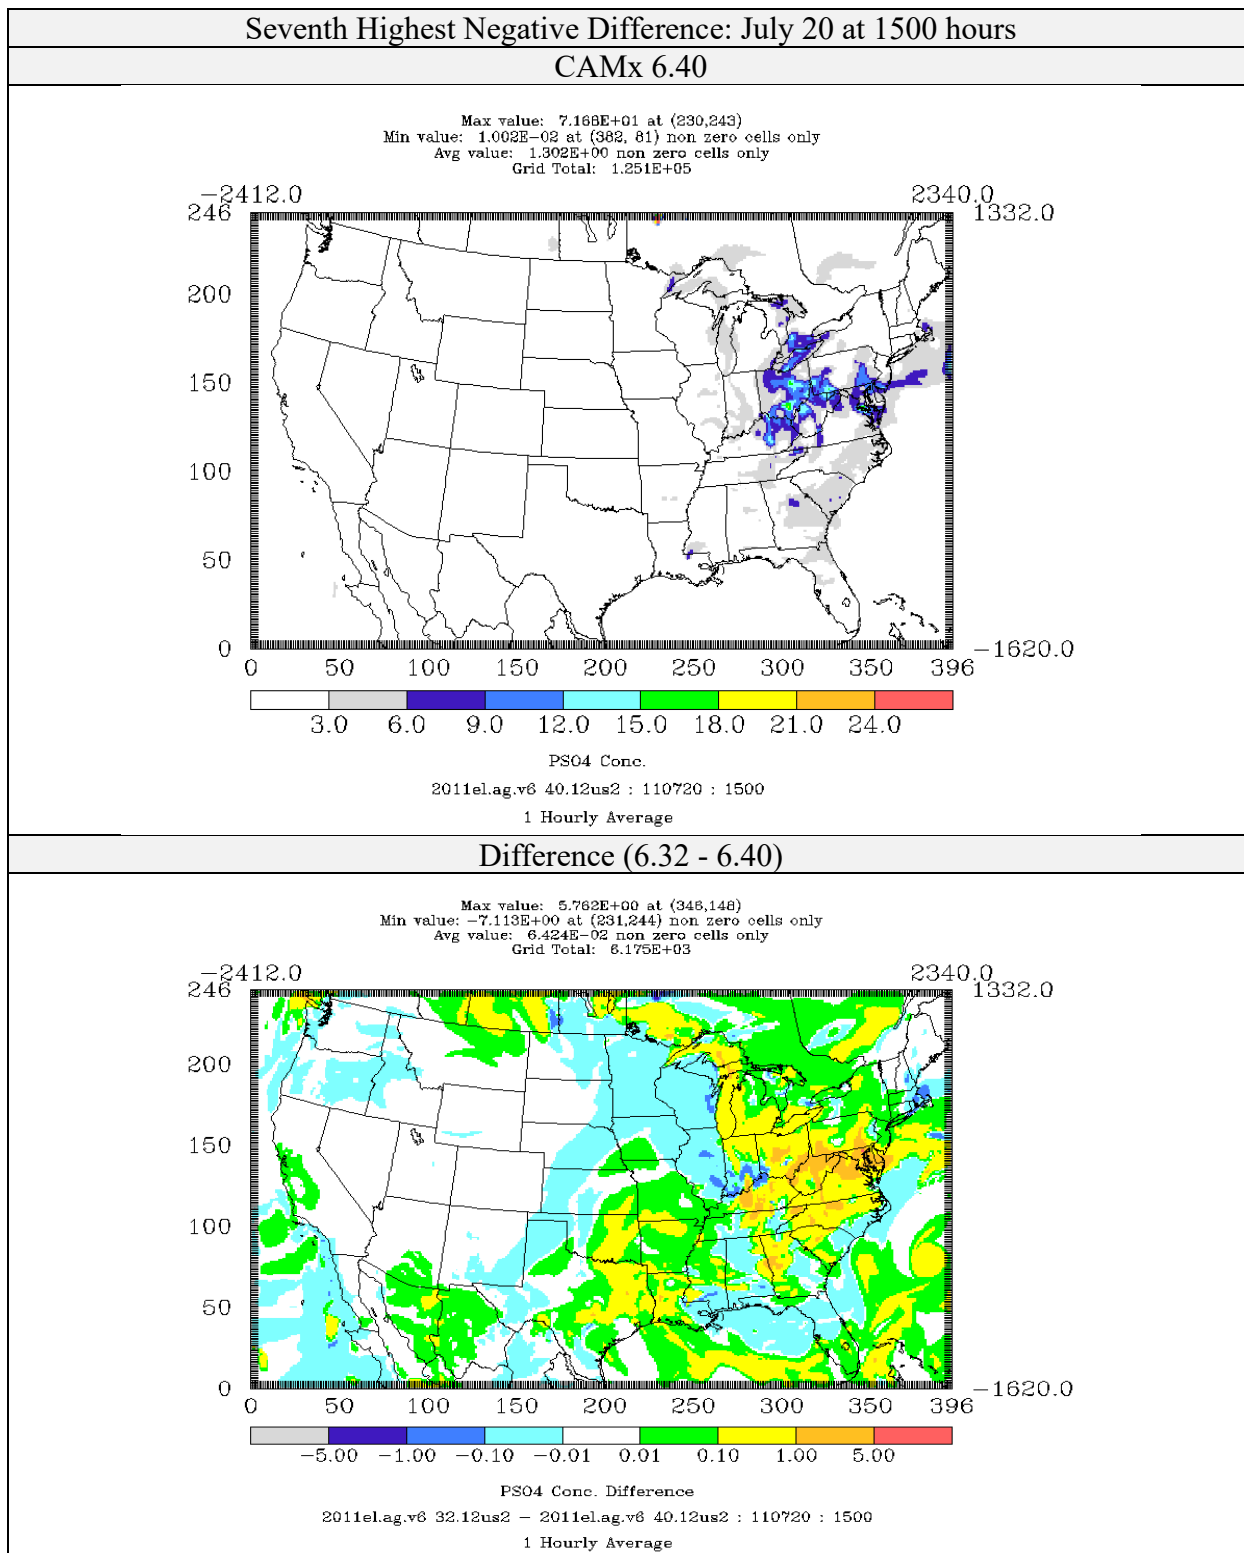 Seventh Highest Negative Difference: July 20 at 1500 hours
CAMx 6.40
Max value: 7.168E+01 at (230,243)
Min value: 1.002E-02 at (382, 81) non zero cells only
Avg value: 1.302E+00 non zero cells only
Grid Total: 1.251E+05
-2412.0 2340.0
246 1332.0
200
150
100
50
0 -1620.0
0 50 100 150 200 250 300 350 396
3.0 6.0 9.0 12.0 15.0 18.0 21.0 24.0
PSO4 Conc.
2011el.ag.v6 40.12us2 : 110720 : 1500
1 Hourly Average
Difference (6.32 - 6.40)
Max value: 5.762E+00 at (346,148)
Min value: -7.113E+00 at (231,244) non zero cells only
Avg value: 6.424E-02 non zero cells only
Grid Total: 6.175E+03
-2412.0 2340.0
246 1332.0
200
150
100
50
0 -1620.0
0 50 100 150 200 250 300 350 396
-5.00 -1.00 -0.10 -0.01 0.01 0.10 1.00 5.00
PSO4 Conc. Difference
2011el.ag.v6 32.12us2 - 2011el.ag.v6 40.12us2 : 110720 : 1500
1 Hourly Average